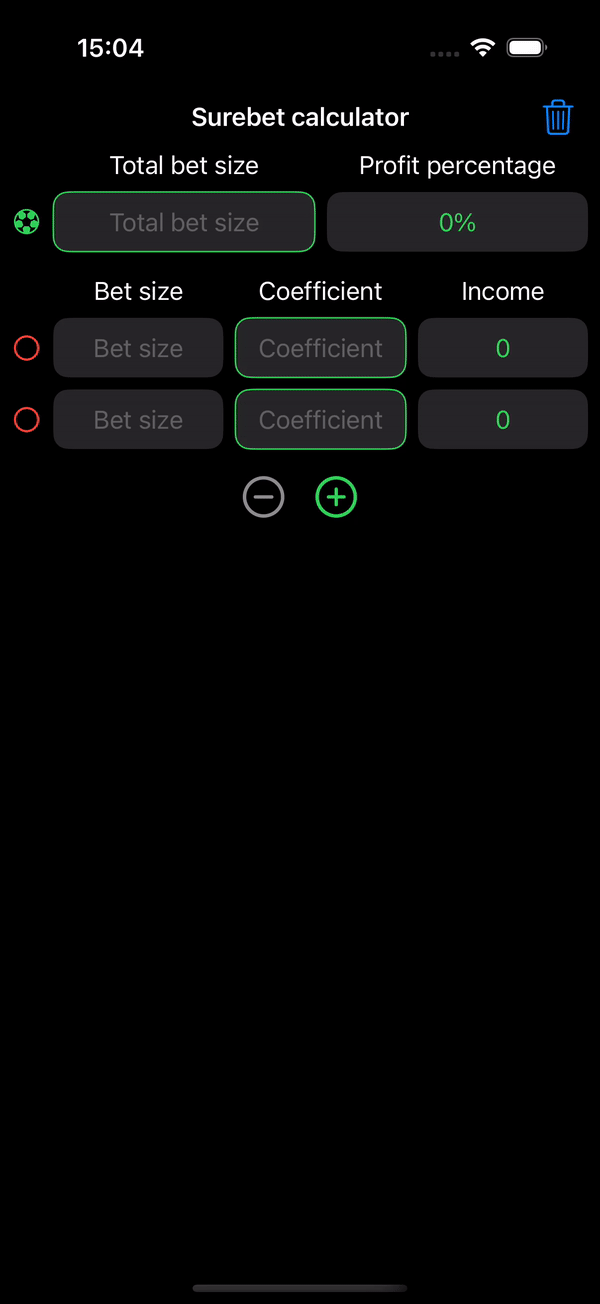 15:04
Surebet calculator
Total bet size Profit percentage
Total bet size 0%
Bet size Coefficient Income
Bet size Coefficient 0
Bet size Coefficient 0